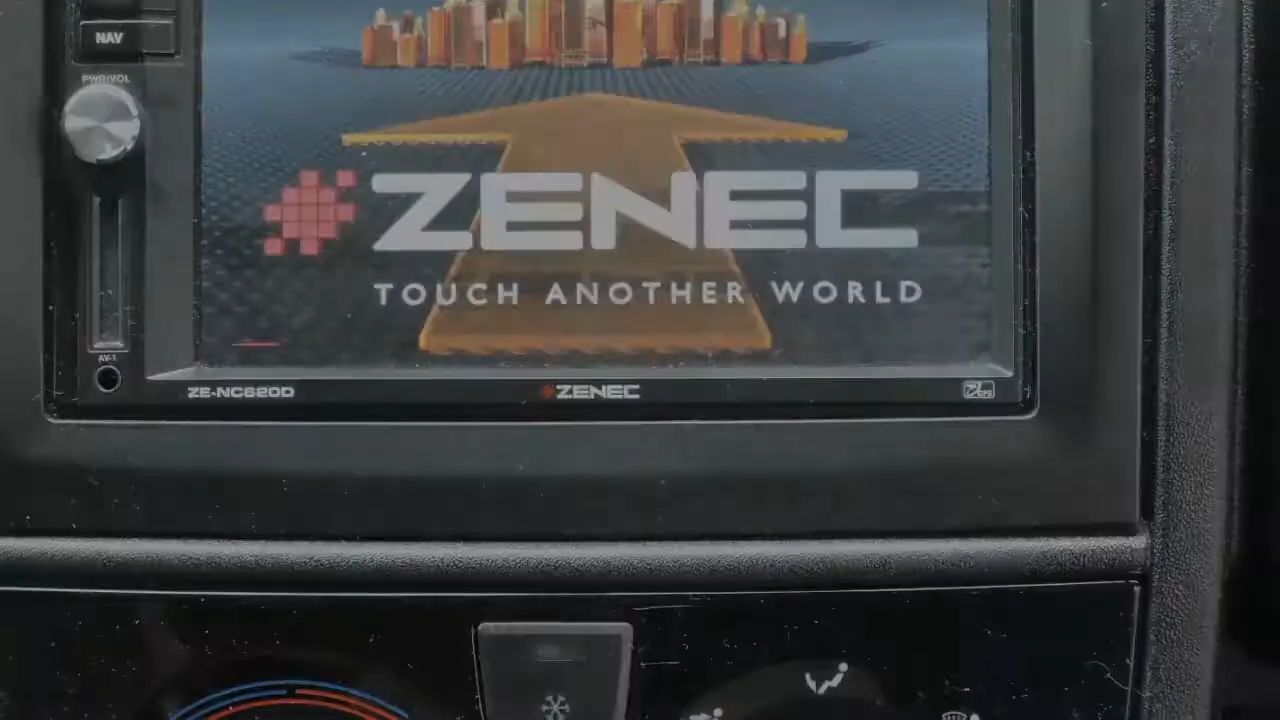 NAV
PWR/VOL
ZENEC
TOUCH ANOTHER WORLD
AV-1
ZE-NC620D
ZENEC